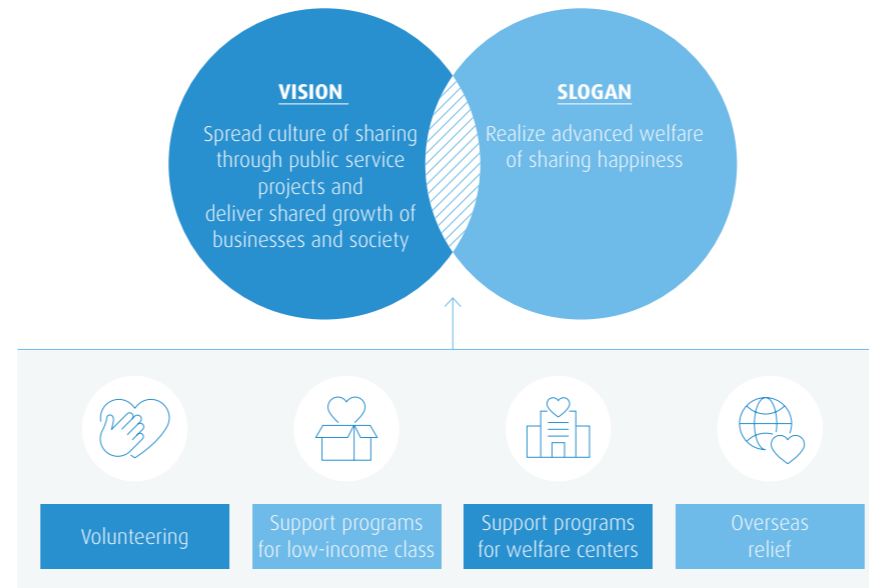 VISION
Spread culture of sharing
through public service
projects and
deliver shared growth of
businesses and society
SLOGAN
Realize advanced welfare
of sharing happiness
Volunteering
Support programs
for low-income class
Support programs
for welfare centers
Overseas
relief